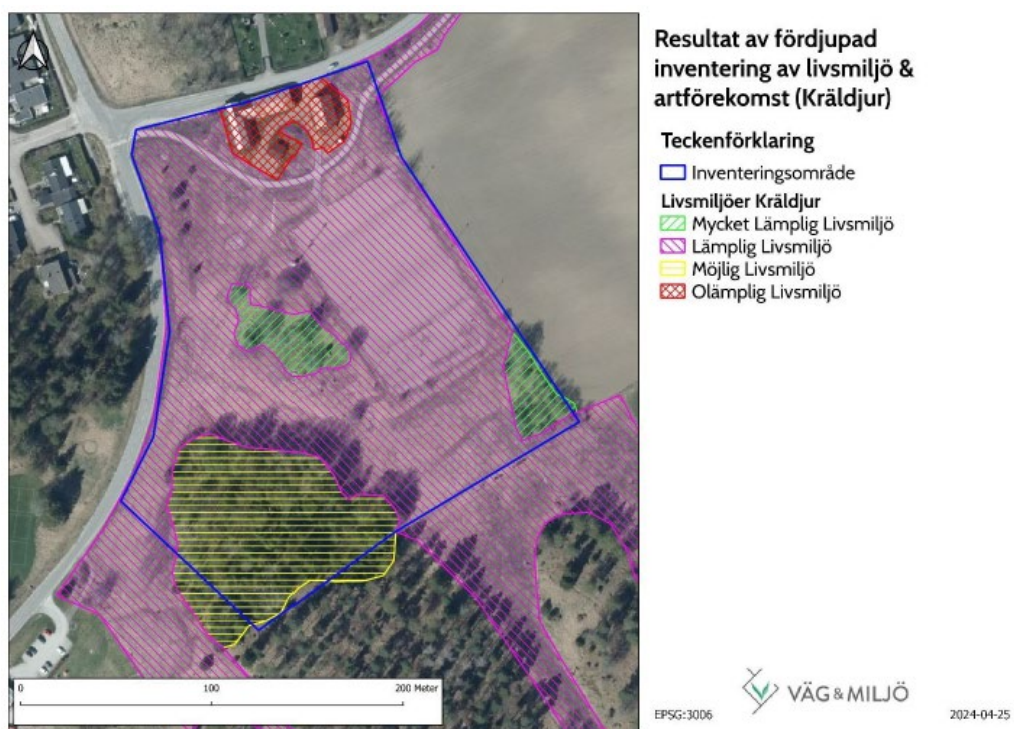 Resultat av fördjupad
inventering av livsmiljö &
artförekomst (Kräldjur)
Teckenförklaring
Inventeringsområde
Livsmiljöer Kräldjur
Mycket Lämplig Livsmiljö
Lämplig Livsmiljö
Möjlig Livsmiljö
Olämplig Livsmiljö
0 100 200 Meter
EPSG:3006
VÄG & MILJÖ
2024-04-25